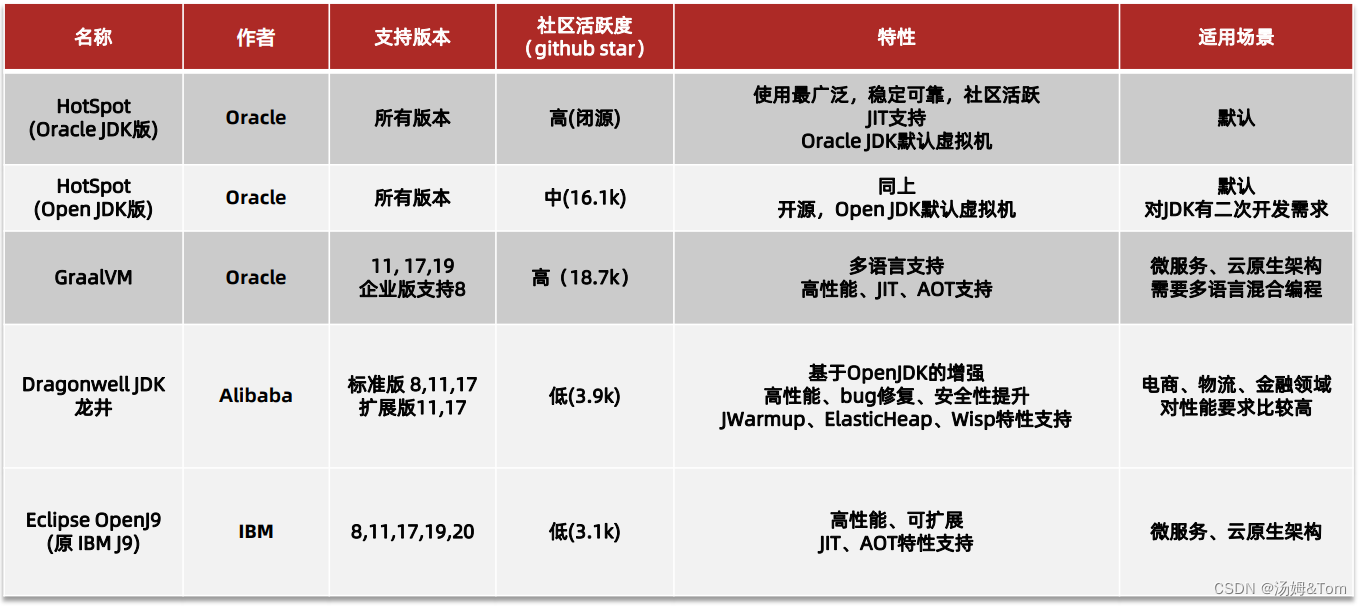 名称
作者
支持版本
社区活跃度
（github star）
特性
适用场景
HotSpot
(Oracle JDK版)
Oracle
所有版本
高(闭源)
使用最广泛，稳定可靠，社区活跃
JIT支持
Oracle JDK默认虚拟机
默认
HotSpot
(Open JDK版)
Oracle
所有版本
中(16.1k)
同上
开源，Open JDK默认虚拟机
默认
对JDK有二次开发需求
GraalVM
Oracle
11, 17,19
企业版支持8
高（18.7k）
多语言支持
高性能、JIT、AOT支持
微服务、云原生架构
需要多语言混合编程
Dragonwell JDK
龙井
Alibaba
标准版 8,11,17
扩展版11,17
低(3.9k)
基于OpenJDK的增强
高性能、bug修复、安全性提升
JWarmup、ElasticHeap、Wisp特性支持
电商、物流、金融领域
对性能要求比较高
Eclipse OpenJ9
(原 IBM J9)
IBM
8,11,17,19,20
低(3.1k)
高性能、可扩展
JIT、AOT特性支持
微服务、云原生架构
CSDN @汤姆&Tom